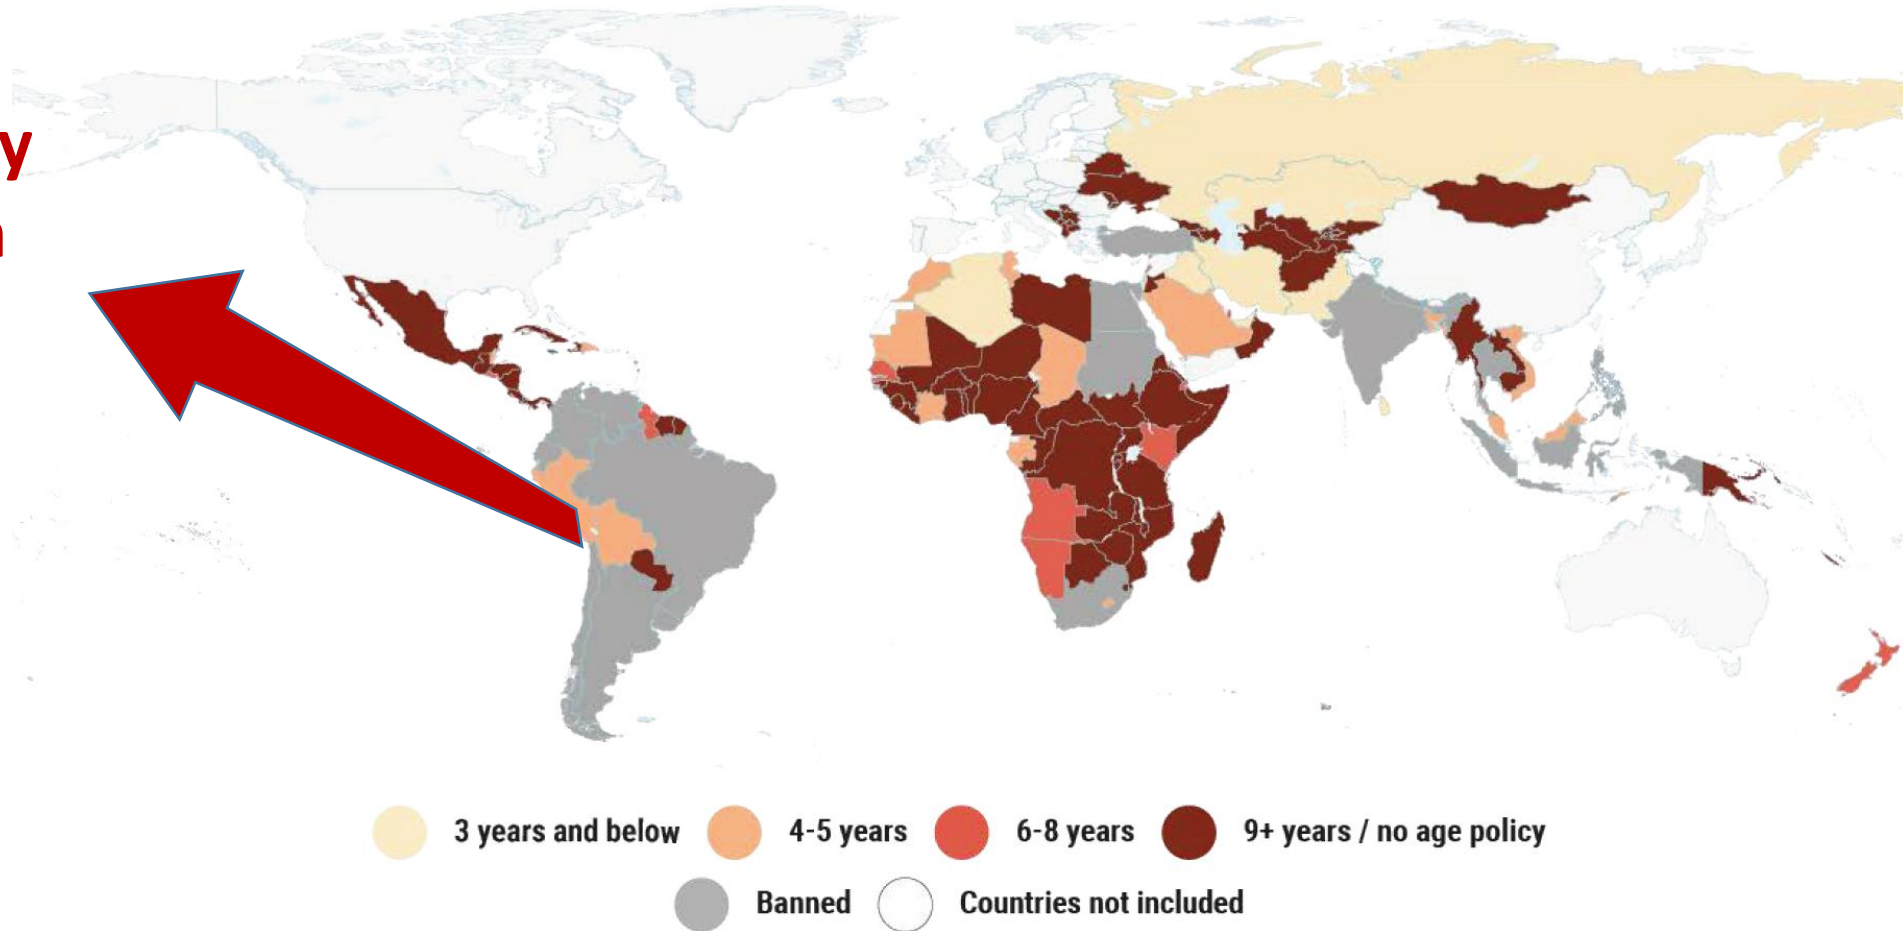 y
3 years and below
4-5 years
6-8 years
9+ years / no age policy
Banned
Countries not included